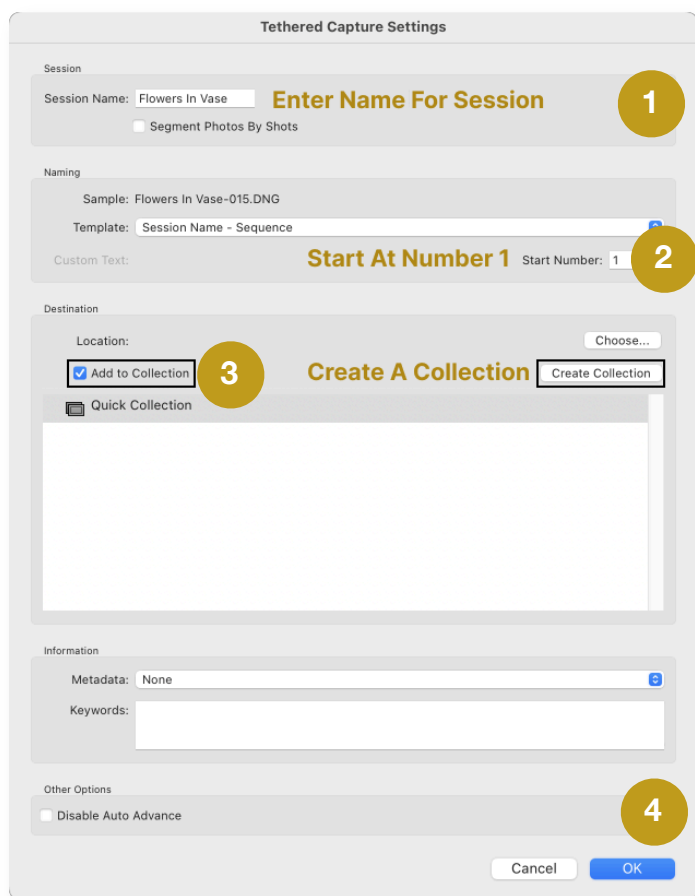 Tethered Capture Settings
Session
Session Name: Flowers In Vase Enter Name For Session 1
Segment Photos By Shots
Naming
Sample: Flowers In Vase-015.DNG
Template: Session Name - Sequence
Custom Text: Start At Number 1 Start Number: 1 2
Destination
Location: Choose...
Add to Collection 3 Create A Collection Create Collection
Quick Collection
Information
Metadata: None
Keywords:
Other Options
Disable Auto Advance 4
Cancel OK